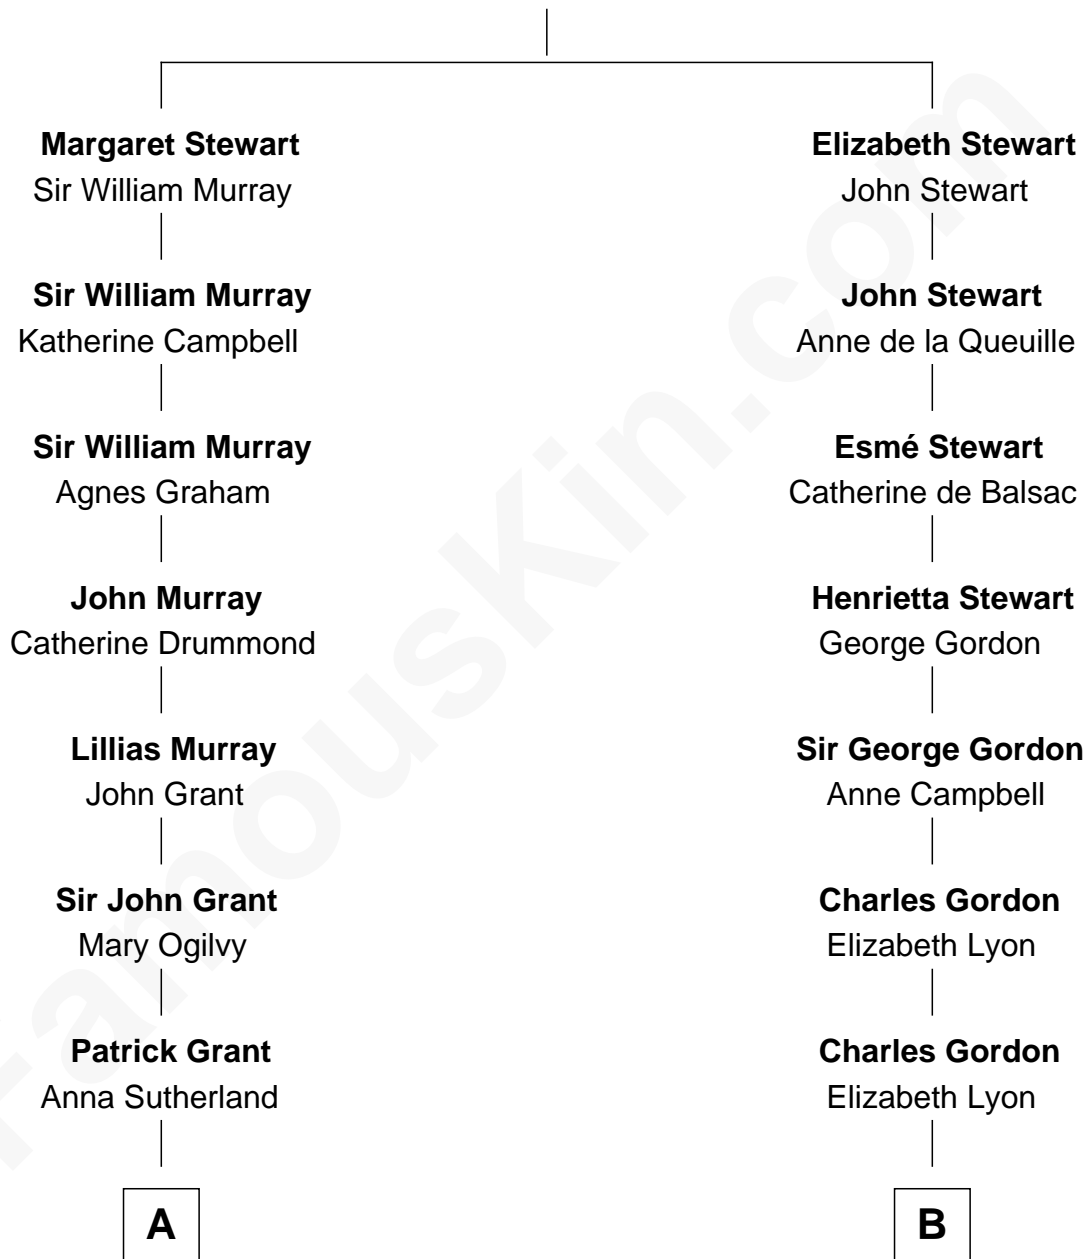 Margaret Stewart
Sir William Murray
Elizabeth Stewart
John Stewart
Sir William Murray
Katherine Campbell
John Stewart
Anne de la Queuille
Sir William Murray
Agnes Graham
Esmé Stewart
Catherine de Balsac
John Murray
Catherine Drummond
Henrietta Stewart
George Gordon
Lillias Murray
John Grant
Sir George Gordon
Anne Campbell
Sir John Grant
Mary Ogilvy
Charles Gordon
Elizabeth Lyon
Patrick Grant
Anna Sutherland
Charles Gordon
Elizabeth Lyon
A
B
FamousKin.com